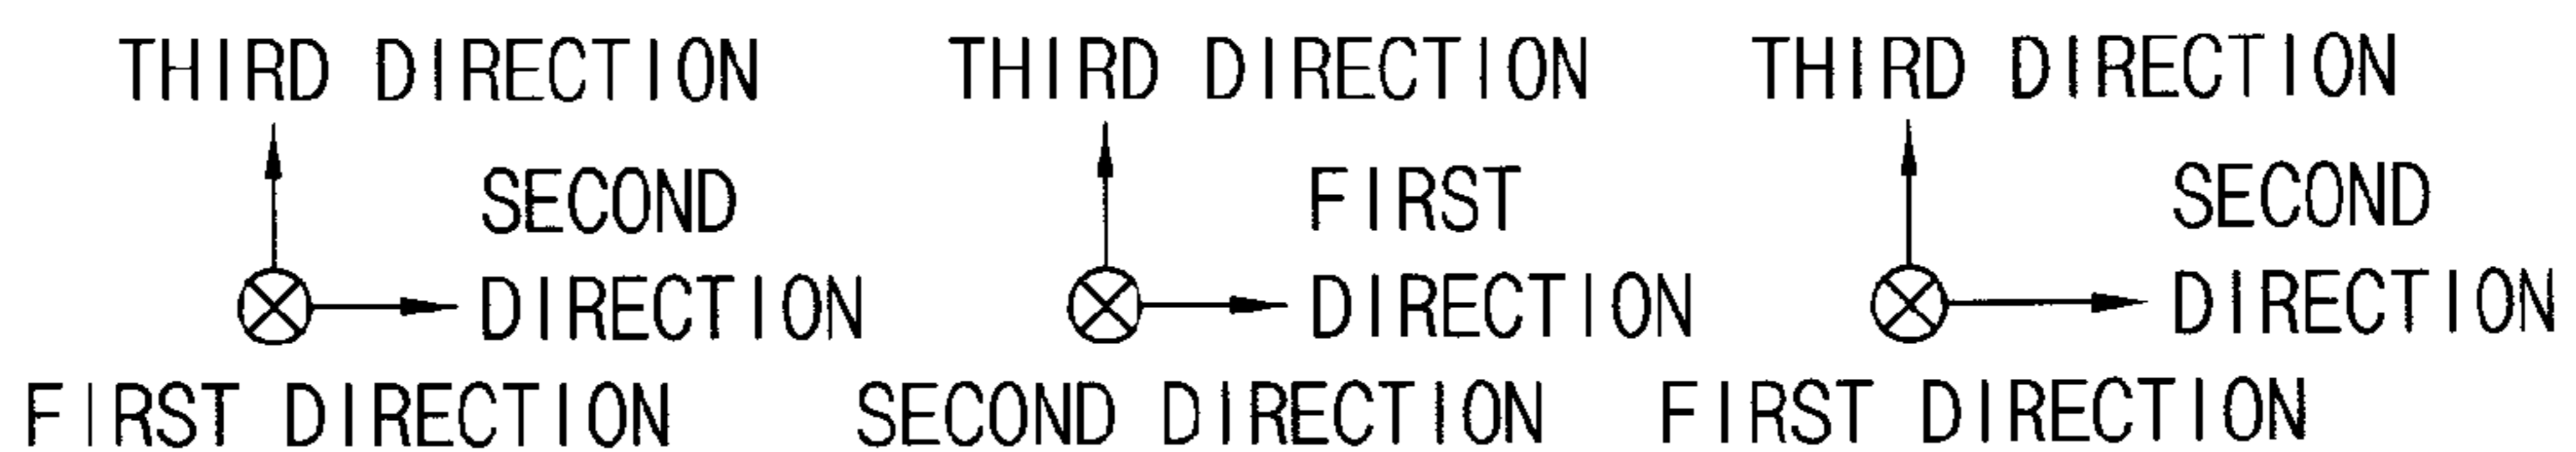 THIRD DIRECTION
SECOND
DIRECTION
FIRST DIRECTION
THIRD DIRECTION
FIRST
DIRECTION
SECOND DIRECTION
THIRD DIRECTION
SECOND
DIRECTION
FIRST DIRECTION